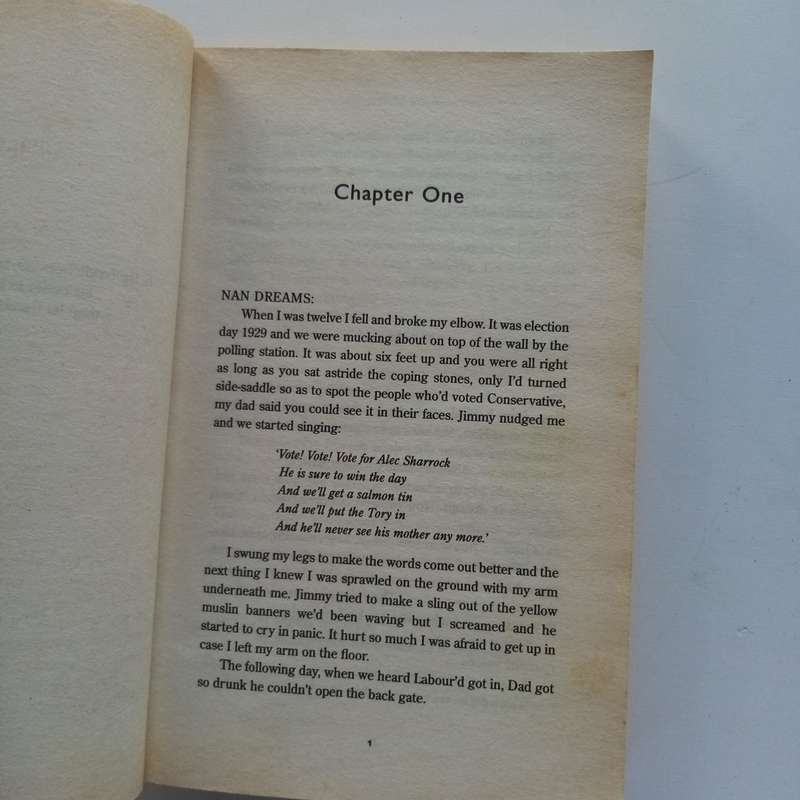 Chapter One
NAN DREAMS:
When I was twelve I fell and broke my elbow. It was election
day 1929 and we were mucking about on top of the wall by the
polling station. It was about six feet up and you were all right
as long as you sat astride the coping stones, only I'd turned
side-saddle so as to spot the people who'd voted Conservative,
my dad said you could see it in their faces. Jimmy nudged me
and we started singing:
'Vote! Vote! Vote for Alec Sharrock
He is sure to win the day
And we'll get a salmon tin
And we'll put the Tory in
And he'll never see his mother any more.'
I swung my legs to make the words come out better and the
next thing I knew I was sprawled on the ground with my arm
underneath me. Jimmy tried to make a sling out of the yellow
muslin banners we'd been waving but I screamed and he
started to cry in panic. It hurt so much I was afraid to get up in
case I left my arm on the floor.
The following day, when we heard Labour'd got in, Dad got
so drunk he couldn't open the back gate.
1